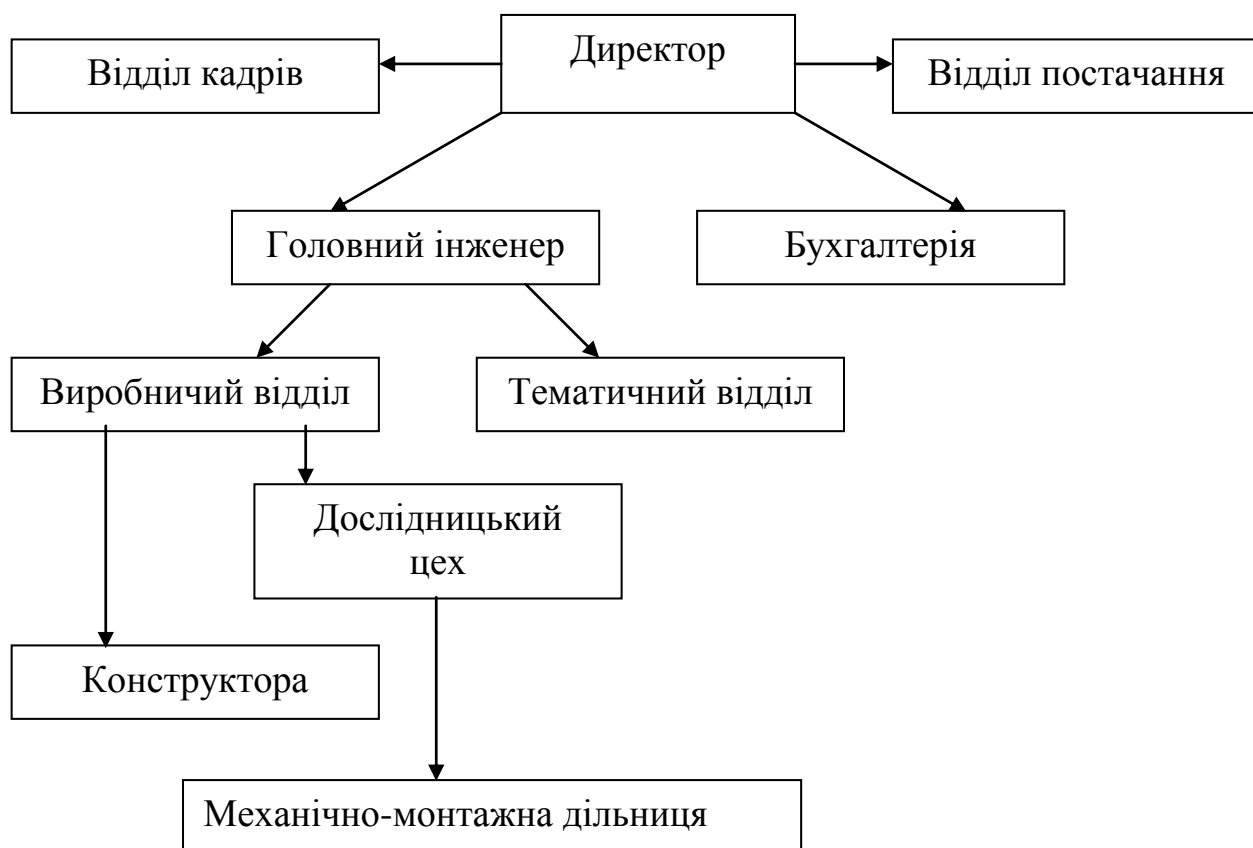 Відділ кадрів
Директор
Відділ постачання
Головний інженер
Бухгалтерія
Виробничий відділ
Тематичний відділ
Дослідницький
цех
Конструктора
Механічно-монтажна дільниця